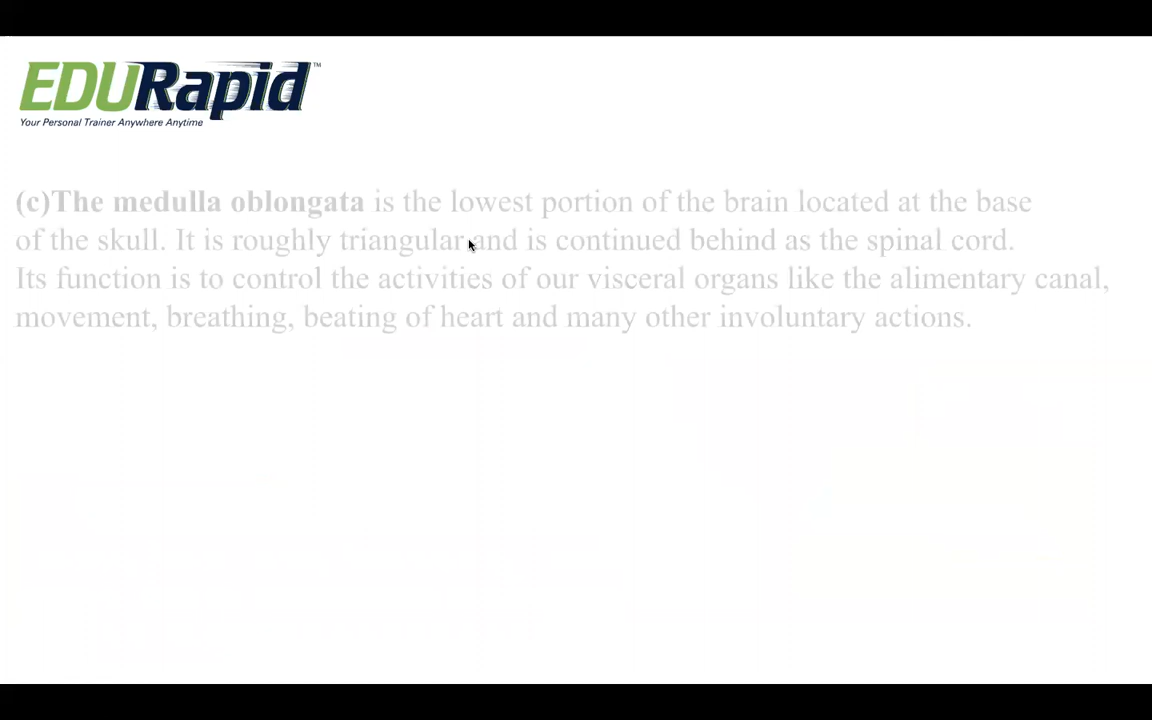 EDURapid™
Your Personal Trainer Anywhere Anytime
(c)The medulla oblongata is the lowest portion of the brain located at the base
of the skull. It is roughly triangular and is continued behind as the spinal cord.
Its function is to control the activities of our visceral organs like the alimentary canal,
movement, breathing, beating of heart and many other involuntary actions.